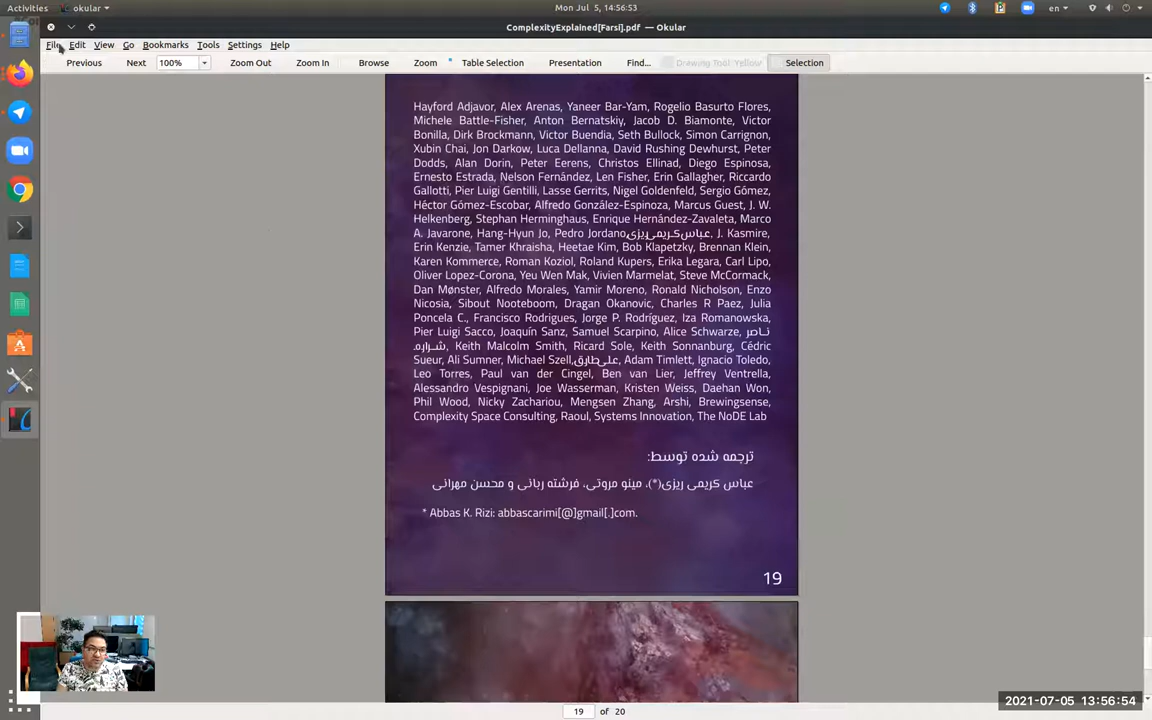 Activities okular Mon Jul 5, 14:56:53 en
ComplexityExplained[Farsi].pdf — Okular
File Edit View Go Bookmarks Tools Settings Help
Previous Next 100% Zoom Out Zoom In Browse Zoom Table Selection Presentation Find... Drawing Tool: Yellow Selection
Hayford Adjavor, Alex Arenas, Yaneer Bar-Yam, Rogelio Basurto Flores,
Michele Battle-Fisher, Anton Bernatskiy, Jacob D. Biamonte, Victor
Bonilla, Dirk Brockmann, Victor Buendia, Seth Bullock, Simon Carrignon,
Xubin Chai, Jon Darkow, Luca Dellanna, David Rushing Dewhurst, Peter
Dodds, Alan Dorin, Peter Eerens, Christos Ellinad, Diego Espinosa,
Ernesto Estrada, Nelson Fernández, Len Fisher, Erin Gallagher, Riccardo
Gallotti, Pier Luigi Gentilli, Lasse Gerrits, Nigel Goldenfeld, Sergio Gómez,
Héctor Gómez-Escobar, Alfredo González-Espinoza, Marcus Guest, J. W.
Helkenberg, Stephan Herminghaus, Enrique Hernández-Zavaleta, Marco
A. Javarone, Hang-Hyun Jo, Pedro Jordano, عباس‌کریمی‌ریزی, J. Kasmire,
Erin Kenzie, Tamer Khraisha, Heetae Kim, Bob Klapetzky, Brennan Klein,
Karen Kommerce, Roman Koziol, Roland Kupers, Erika Legara, Carl Lipo,
Oliver Lopez-Corona, Yeu Wen Mak, Vivien Marmelat, Steve McCormack,
Dan Mønster, Alfredo Morales, Yamir Moreno, Ronald Nicholson, Enzo
Nicosia, Sibout Nooteboom, Dragan Okanovic, Charles R Paez, Julia
Poncela C., Francisco Rodrigues, Jorge P. Rodríguez, Iza Romanowska,
Pier Luigi Sacco, Joaquín Sanz, Samuel Scarpino, Alice Schwarze, ناصر
شراره, Keith Malcolm Smith, Ricard Sole, Keith Sonnanburg, Cédric
Sueur, Ali Sumner, Michael Szell, علی‌طارق, Adam Timlett, Ignacio Toledo,
Leo Torres, Paul van der Cingel, Ben van Lier, Jeffrey Ventrella,
Alessandro Vespignani, Joe Wasserman, Kristen Weiss, Daehan Won,
Phil Wood, Nicky Zachariou, Mengsen Zhang, Arshi, Brewingsense,
Complexity Space Consulting, Raoul, Systems Innovation, The NoDE Lab
ترجمه شده توسط:
عباس کریمی ریزی(*)، مینو مروتی، فرشته ربانی و محسن مهرانی
* Abbas K. Rizi: abbascarimi[@]gmail[.]com.
19
2021-07-05 13:56:54
19 of 20